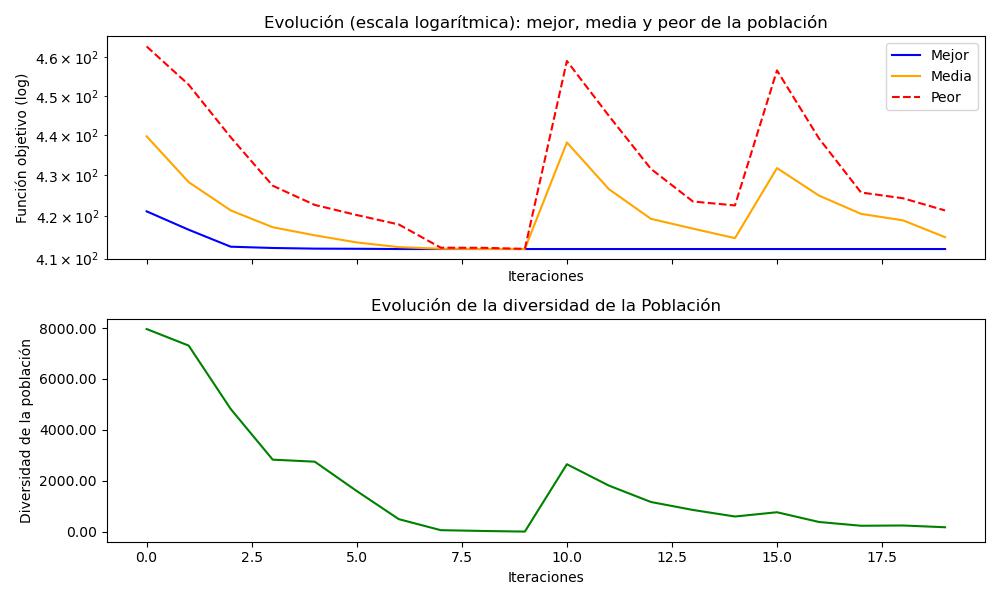 Evolución (escala logarítmica): mejor, media y peor de la población
Función objetivo (log)
4.6 × 10²
4.5 × 10²
4.4 × 10²
4.3 × 10²
4.2 × 10²
4.1 × 10²
Mejor
Media
Peor
Iteraciones
Evolución de la diversidad de la Población
Diversidad de la población
8000.00
6000.00
4000.00
2000.00
0.00
0.0 2.5 5.0 7.5 10.0 12.5 15.0 17.5
Iteraciones